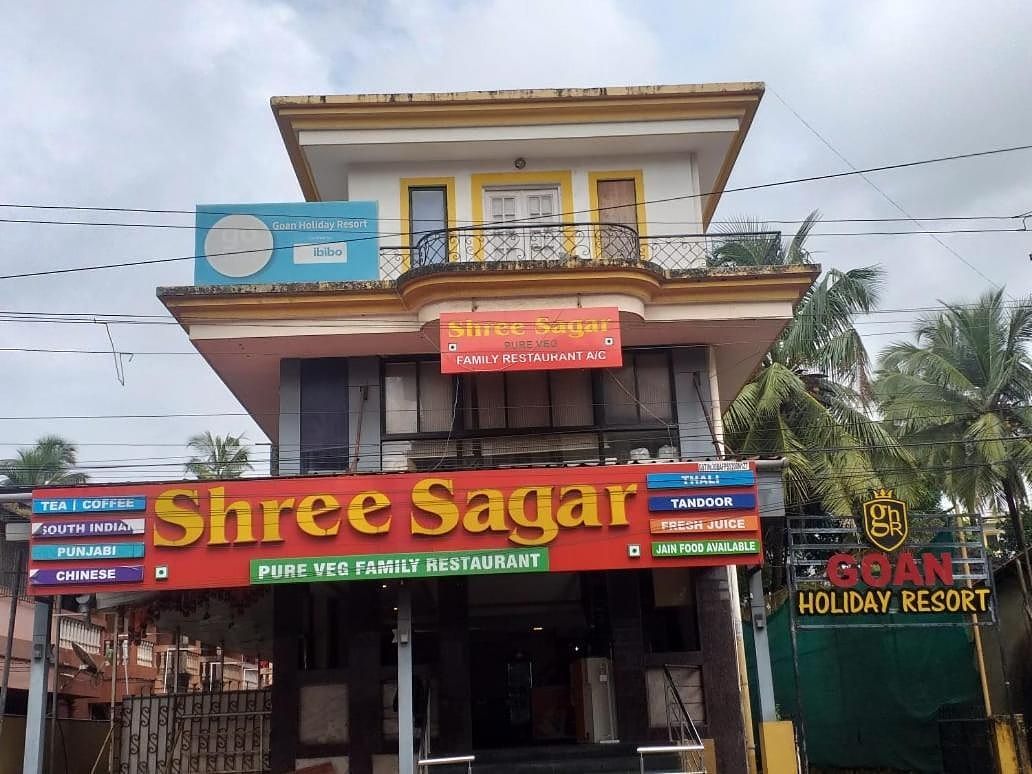 go
Goan Holiday Resort
ibibo
Shree Sagar
PURE VEG
FAMILY RESTAURANT A/C
TEA | COFFEE
SOUTH INDIAN
PUNJABI
CHINESE
Shree Sagar
PURE VEG FAMILY RESTAURANT
THALI
TANDOOR
FRESH JUICE
JAIN FOOD AVAILABLE
ghR
GOAN
HOLIDAY RESORT